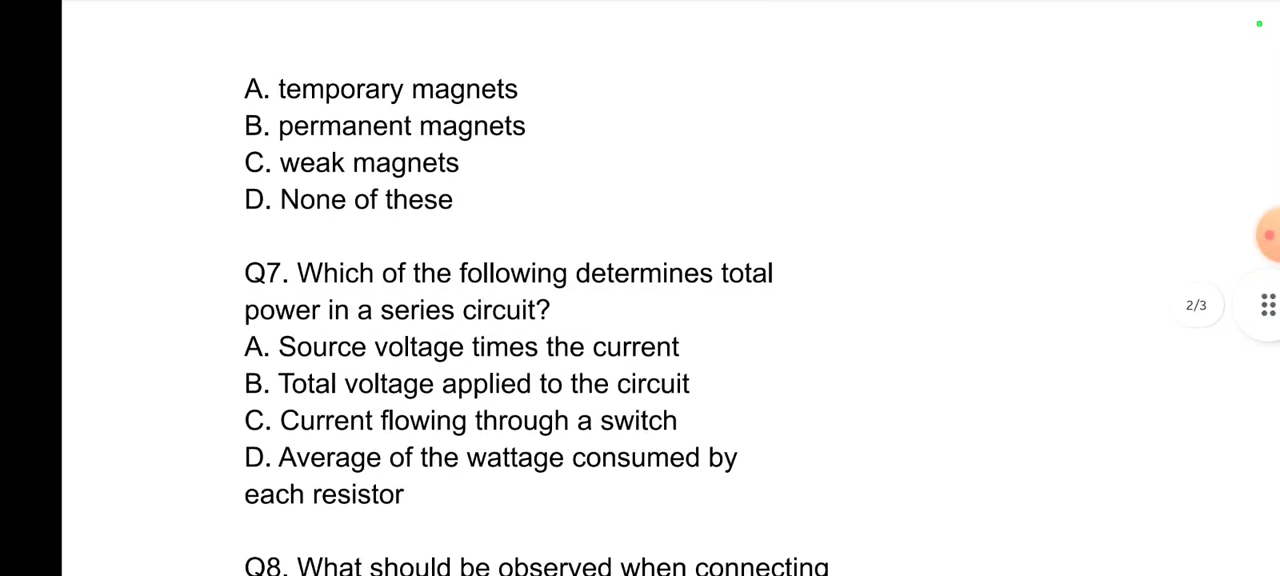 A. temporary magnets
B. permanent magnets
C. weak magnets
D. None of these
Q7. Which of the following determines total
power in a series circuit?
A. Source voltage times the current
B. Total voltage applied to the circuit
C. Current flowing through a switch
D. Average of the wattage consumed by
each resistor
Q8. What should be observed when connecting
2/3